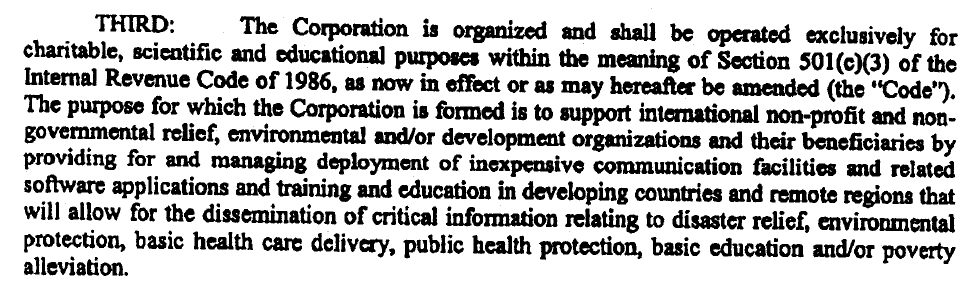 THIRD: The Corporation is organized and shall be operated exclusively for
charitable, scientific and educational purposes within the meaning of Section 501(c)(3) of the
Internal Revenue Code of 1986, as now in effect or as may hereafter be amended (the “Code”).
The purpose for which the Corporation is formed is to support international non-profit and non-
governmental relief, environmental and/or development organizations and their beneficiaries by
providing for and managing deployment of inexpensive communication facilities and related
software applications and training and education in developing countries and remote regions that
will allow for the dissemination of critical information relating to disaster relief, environmental
protection, basic health care delivery, public health protection, basic education and/or poverty
alleviation.